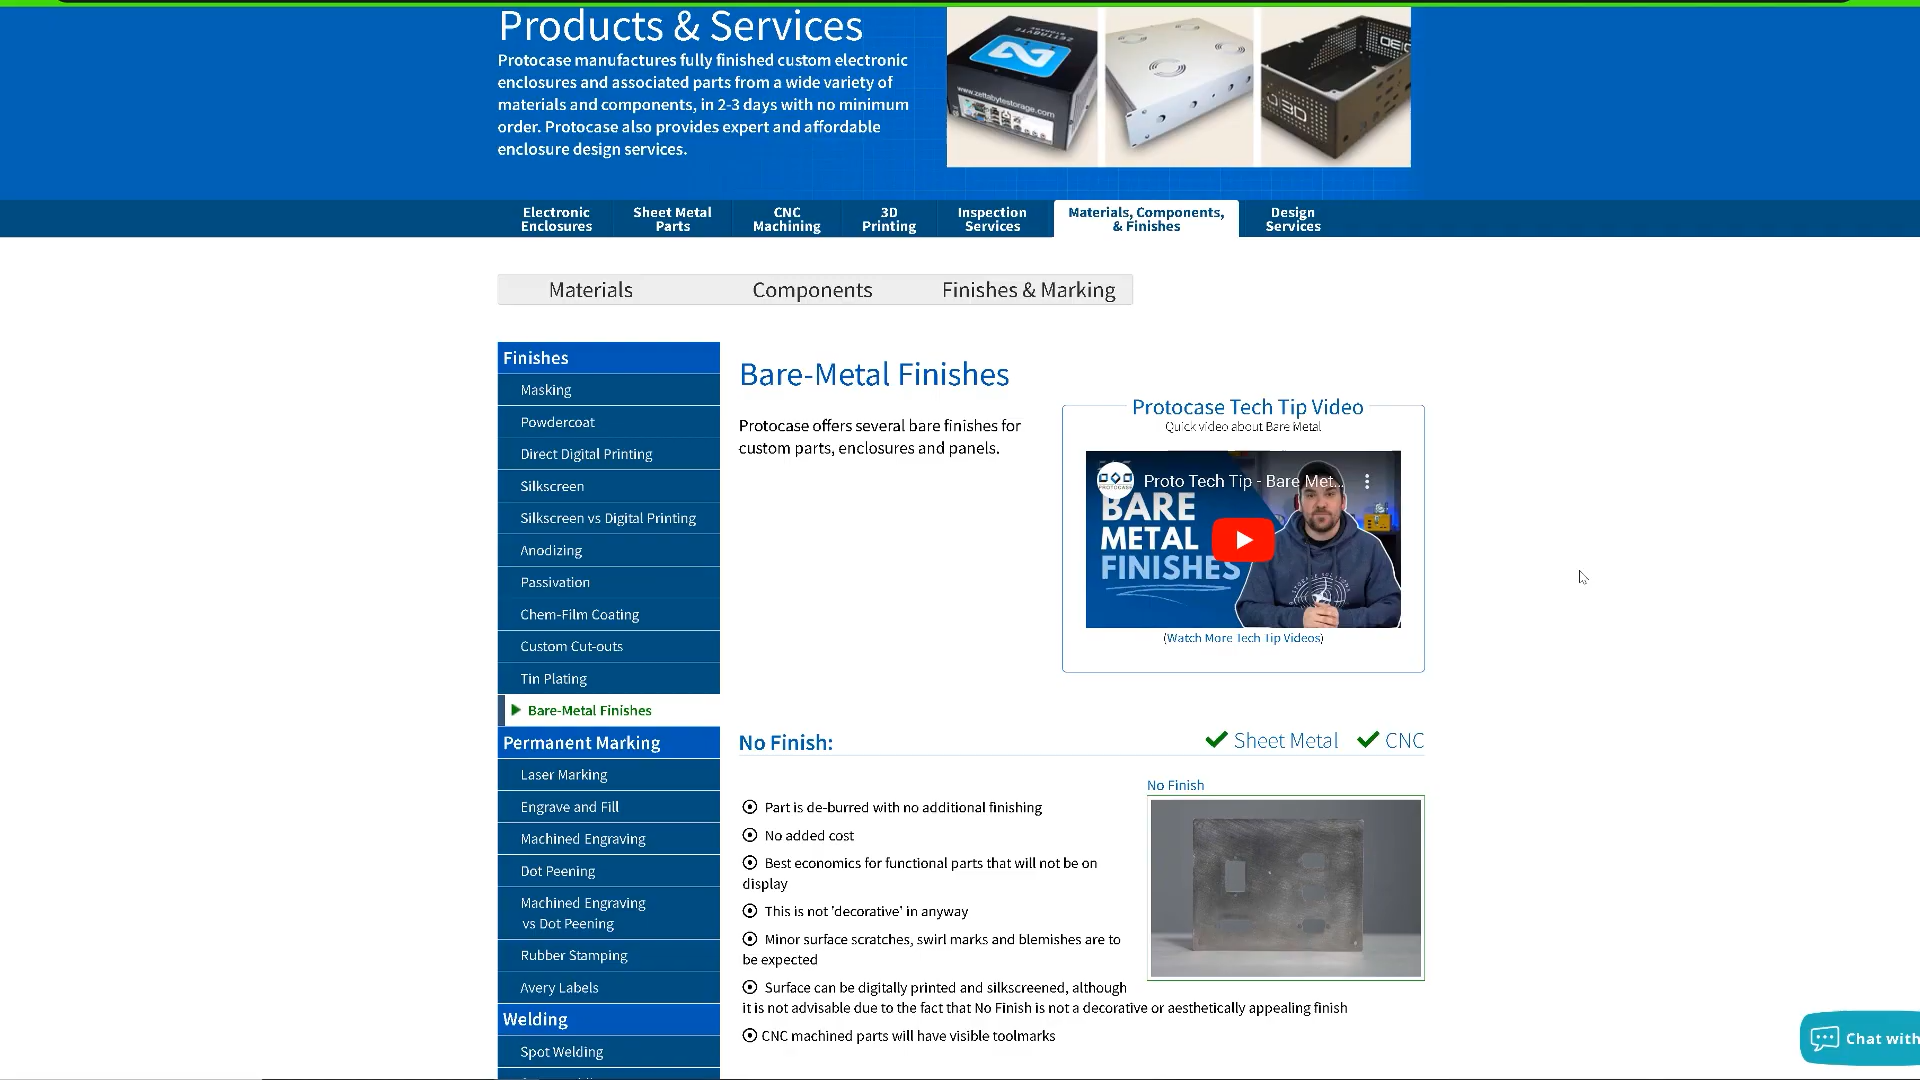 Products & Services
Protocase manufactures fully finished custom electronic
enclosures and associated parts from a wide variety of
materials and components, in 2-3 days with no minimum
order. Protocase also provides expert and affordable
enclosure design services.
ZETTABYTE
www.zettabytestorage.com
OE3D
Electronic
Enclosures
Sheet Metal
Parts
CNC
Machining
3D
Printing
Inspection
Services
Materials, Components,
& Finishes
Design
Services
Materials
Components
Finishes & Marking
Finishes
Masking
Powdercoat
Direct Digital Printing
Silkscreen
Silkscreen vs Digital Printing
Anodizing
Passivation
Chem-Film Coating
Custom Cut-outs
Tin Plating
Bare-Metal Finishes
Permanent Marking
Laser Marking
Engrave and Fill
Machined Engraving
Dot Peening
Machined Engraving
vs Dot Peening
Rubber Stamping
Avery Labels
Welding
Spot Welding
Bare-Metal Finishes
Protocase offers several bare finishes for
custom parts, enclosures and panels.
Protocase Tech Tip Video
Quick video about Bare Metal
PROTOCASE
Proto Tech Tip - Bare Met...
BARE
METAL
FINISHES
(Watch More Tech Tip Videos)
No Finish:
Sheet Metal
CNC
No Finish
Part is de-burred with no additional finishing
No added cost
Best economics for functional parts that will not be on
display
This is not 'decorative' in anyway
Minor surface scratches, swirl marks and blemishes are to
be expected
Surface can be digitally printed and silkscreened, although
it is not advisable due to the fact that No Finish is not a decorative or aesthetically appealing finish
CNC machined parts will have visible toolmarks
Chat with